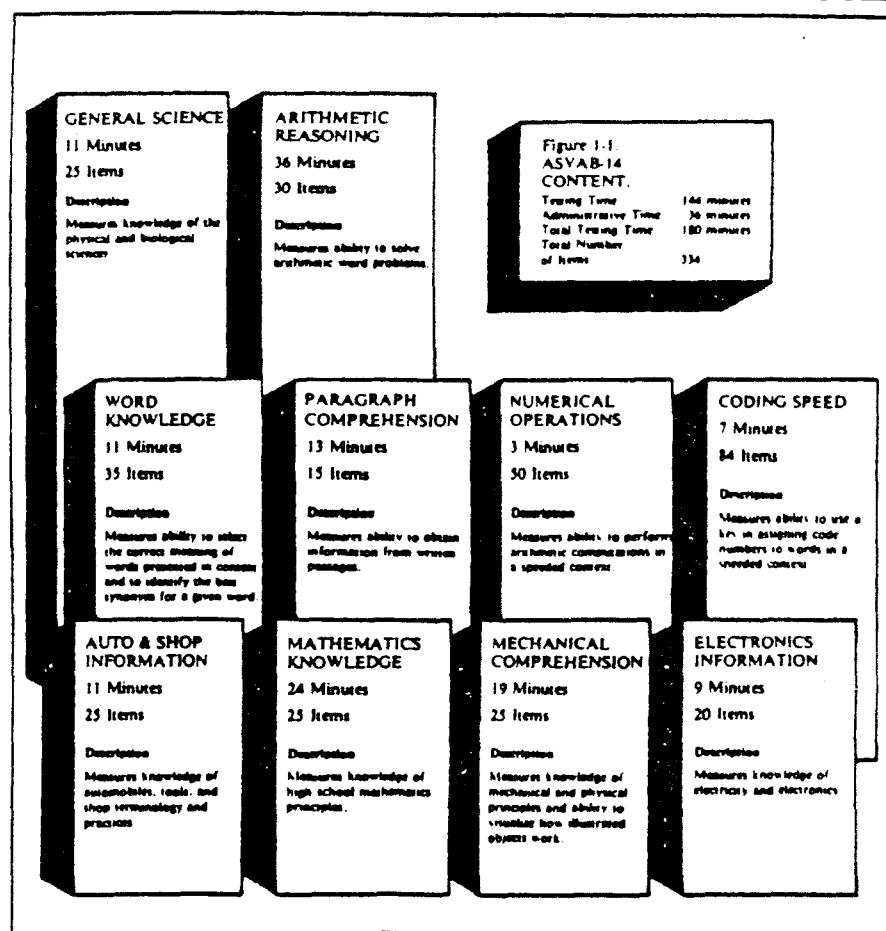 GENERAL SCIENCE
11 Minutes
25 Items
Description
Measures knowledge of the
physical and biological
sciences
ARITHMETIC
REASONING
36 Minutes
30 Items
Description
Measures ability to solve
arithmetic word problems.
Figure 1-1.
ASVAB-14
CONTENT.
Testing Time 144 minutes
Administrative Time 36 minutes
Total Testing Time 180 minutes
Total Number
of Items 334
WORD
KNOWLEDGE
11 Minutes
35 Items
Description
Measures ability to select
the correct meaning of
words presented in context
and to identify the best
synonym for a given word.
PARAGRAPH
COMPREHENSION
13 Minutes
15 Items
Description
Measures ability to obtain
information from written
passages.
NUMERICAL
OPERATIONS
3 Minutes
50 Items
Description
Measures ability to perform
arithmetic computations in
a speeded context.
CODING SPEED
7 Minutes
84 Items
Description
Measures ability to use a
key in assigning code
numbers to words in a
speeded context
AUTO & SHOP
INFORMATION
11 Minutes
25 Items
Description
Measures knowledge of
automobiles, tools, and
shop terminology and
practices
MATHEMATICS
KNOWLEDGE
24 Minutes
25 Items
Description
Measures knowledge of
high school mathematics
principles.
MECHANICAL
COMPREHENSION
19 Minutes
25 Items
Description
Measures knowledge of
mechanical and physical
principles and ability to
visualize how illustrated
objects work.
ELECTRONICS
INFORMATION
9 Minutes
20 Items
Description
Measures knowledge of
electricity and electronics